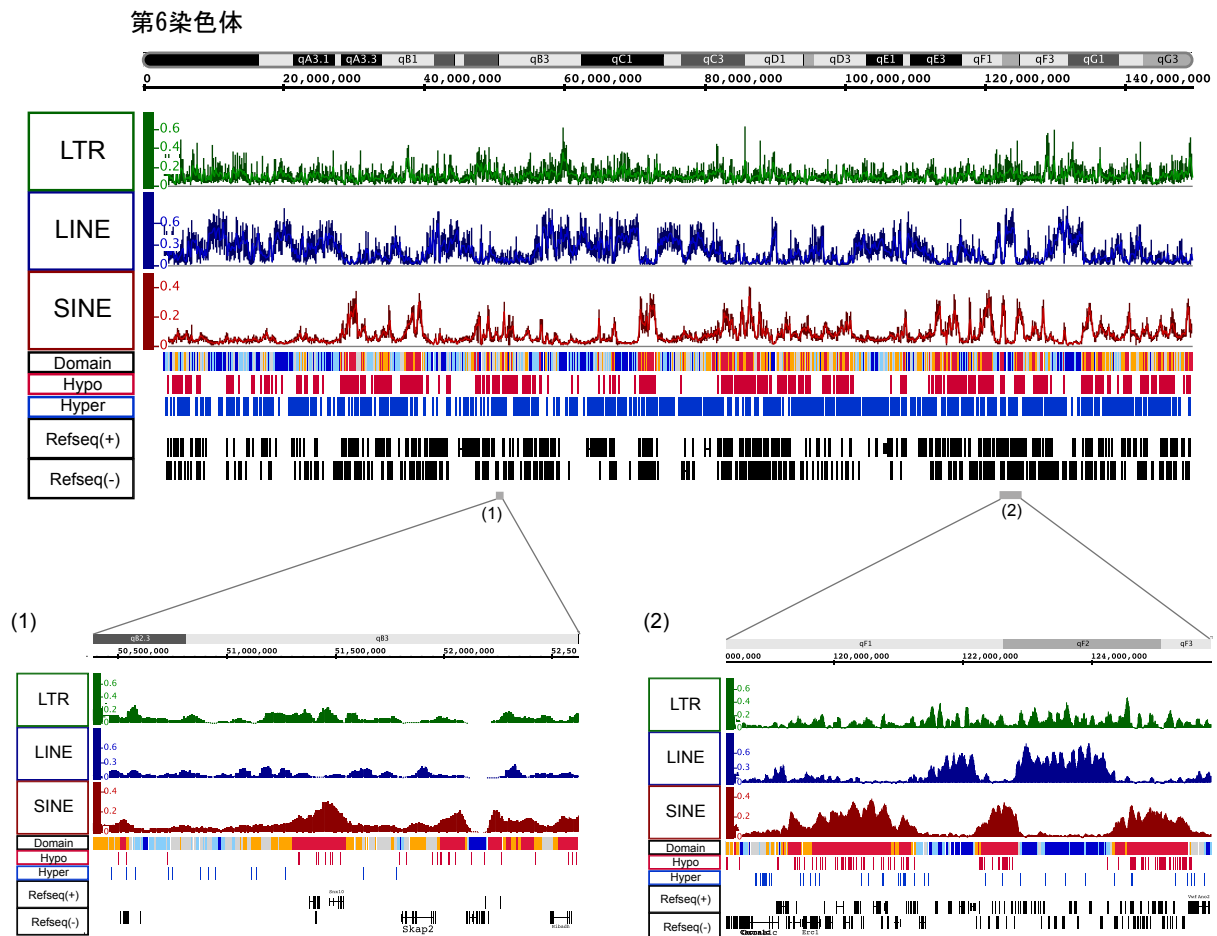 第6染色体
qA3.1 qA3.3 qB1 qB3 qC1 qC3 qD1 qD3 qE1 qE3 qF1 qF3 qG1 qG3
0 20,000,000 40,000,000 60,000,000 80,000,000 100,000,000 120,000,000 140,000,000
LTR
0.6
0.4
0.2
0
LINE
0.6
0.3
0
SINE
0.4
0.2
0
Domain
Hypo
Hyper
Refseq(+)
Refseq(-)
(1)
(2)
(1)
qB2.3 qB3
50,500,000 51,000,000 51,500,000 52,000,000 52,50
LTR
0.6
0.4
0.2
0
LINE
0.6
0.3
0
SINE
0.4
0.2
0
Domain
Hypo
Hyper
Refseq(+)
Snx10
Refseq(-)
Skap2
Hibadh
(2)
qF1 qF2 qF3
000,000 120,000,000 122,000,000 124,000,000
LTR
0.6
0.4
0.2
0
LINE
0.6
0.3
0
SINE
0.4
0.2
0
Domain
Hypo
Hyper
Refseq(+)
Vwf Ano2
Refseq(-)
Erc1